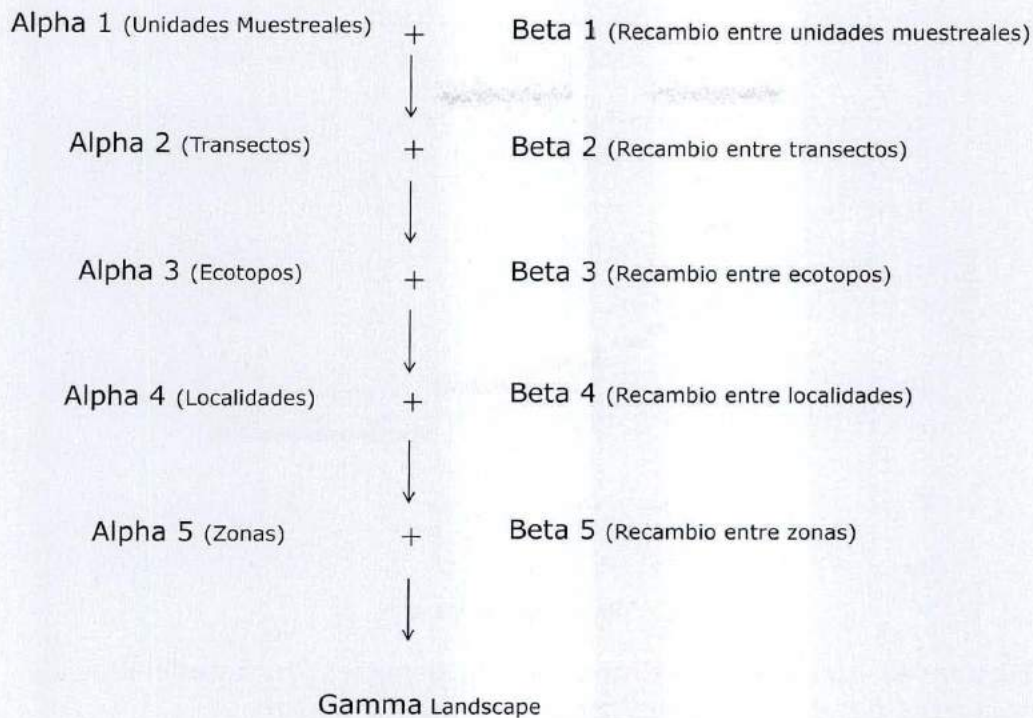 Alpha 1 (Unidades Muestreales) + Beta 1 (Recambio entre unidades muestreales)
Alpha 2 (Transectos) + Beta 2 (Recambio entre transectos)
Alpha 3 (Ecotopos) + Beta 3 (Recambio entre ecotopos)
Alpha 4 (Localidades) + Beta 4 (Recambio entre localidades)
Alpha 5 (Zonas) + Beta 5 (Recambio entre zonas)
Gamma Landscape